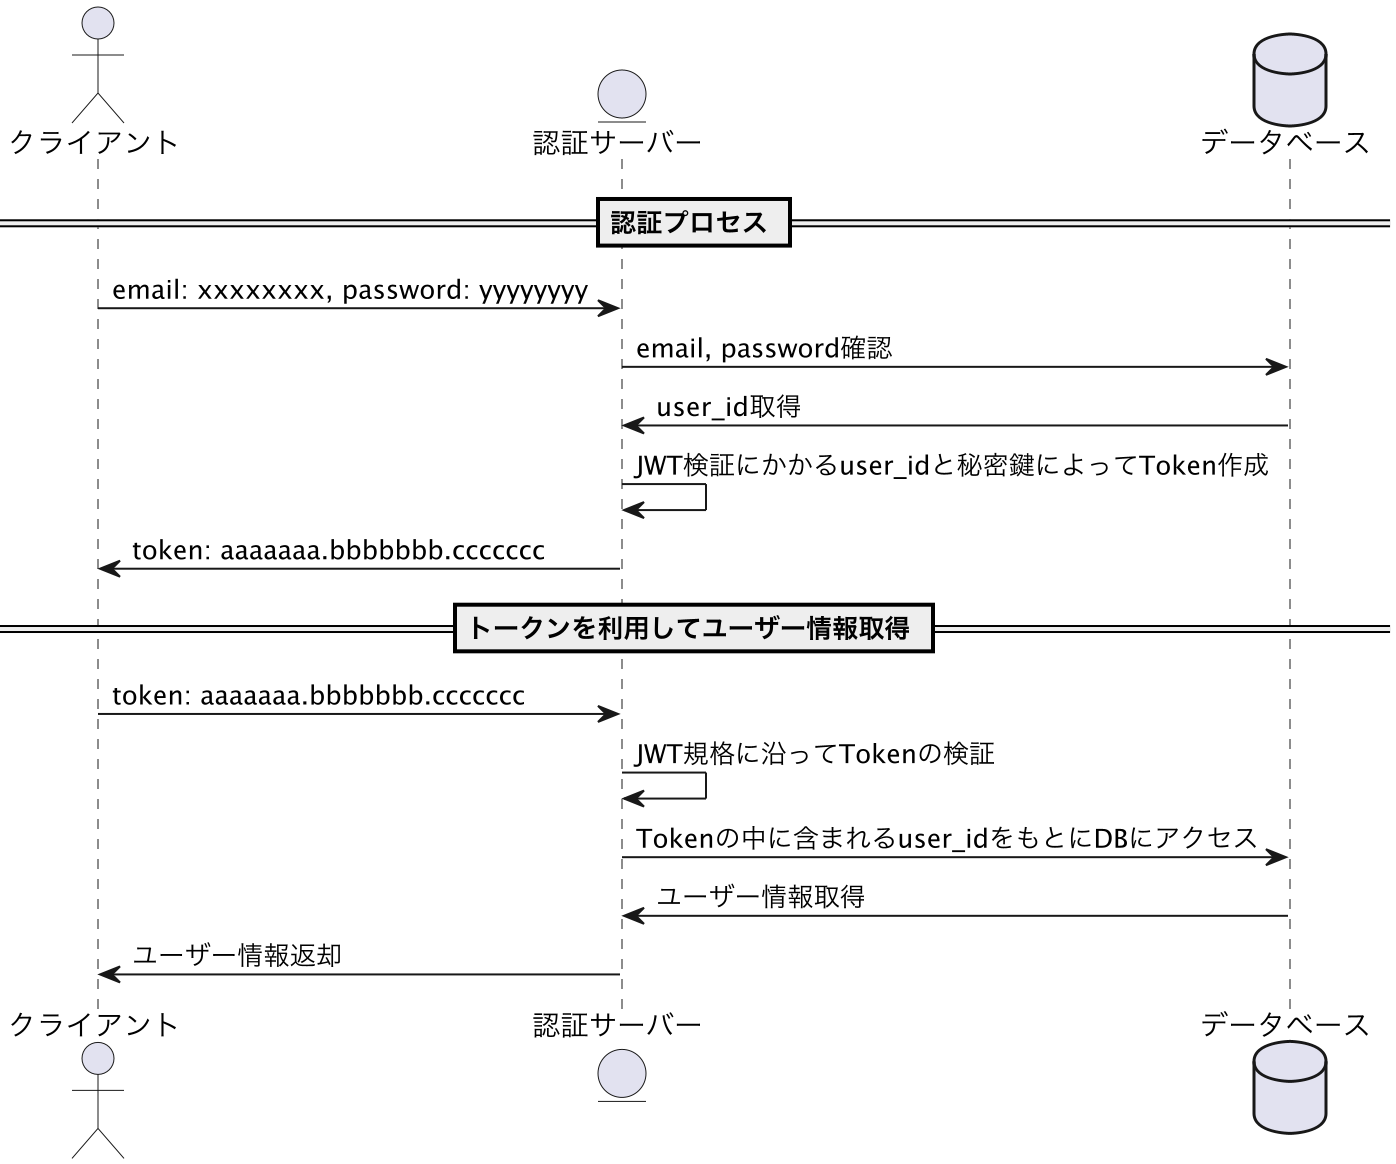 クライアント
認証サーバー
データベース
認証プロセス
email: xxxxxxxx, password: yyyyyyyy
email, password確認
user_id取得
JWT検証にかかるuser_idと秘密鍵によってToken作成
token: aaaaaaa.bbbbbbb.ccccccc
トークンを利用してユーザー情報取得
token: aaaaaaa.bbbbbbb.ccccccc
JWT規格に沿ってTokenの検証
Tokenの中に含まれるuser_idをもとにDBにアクセス
ユーザー情報取得
ユーザー情報返却
クライアント
認証サーバー
データベース